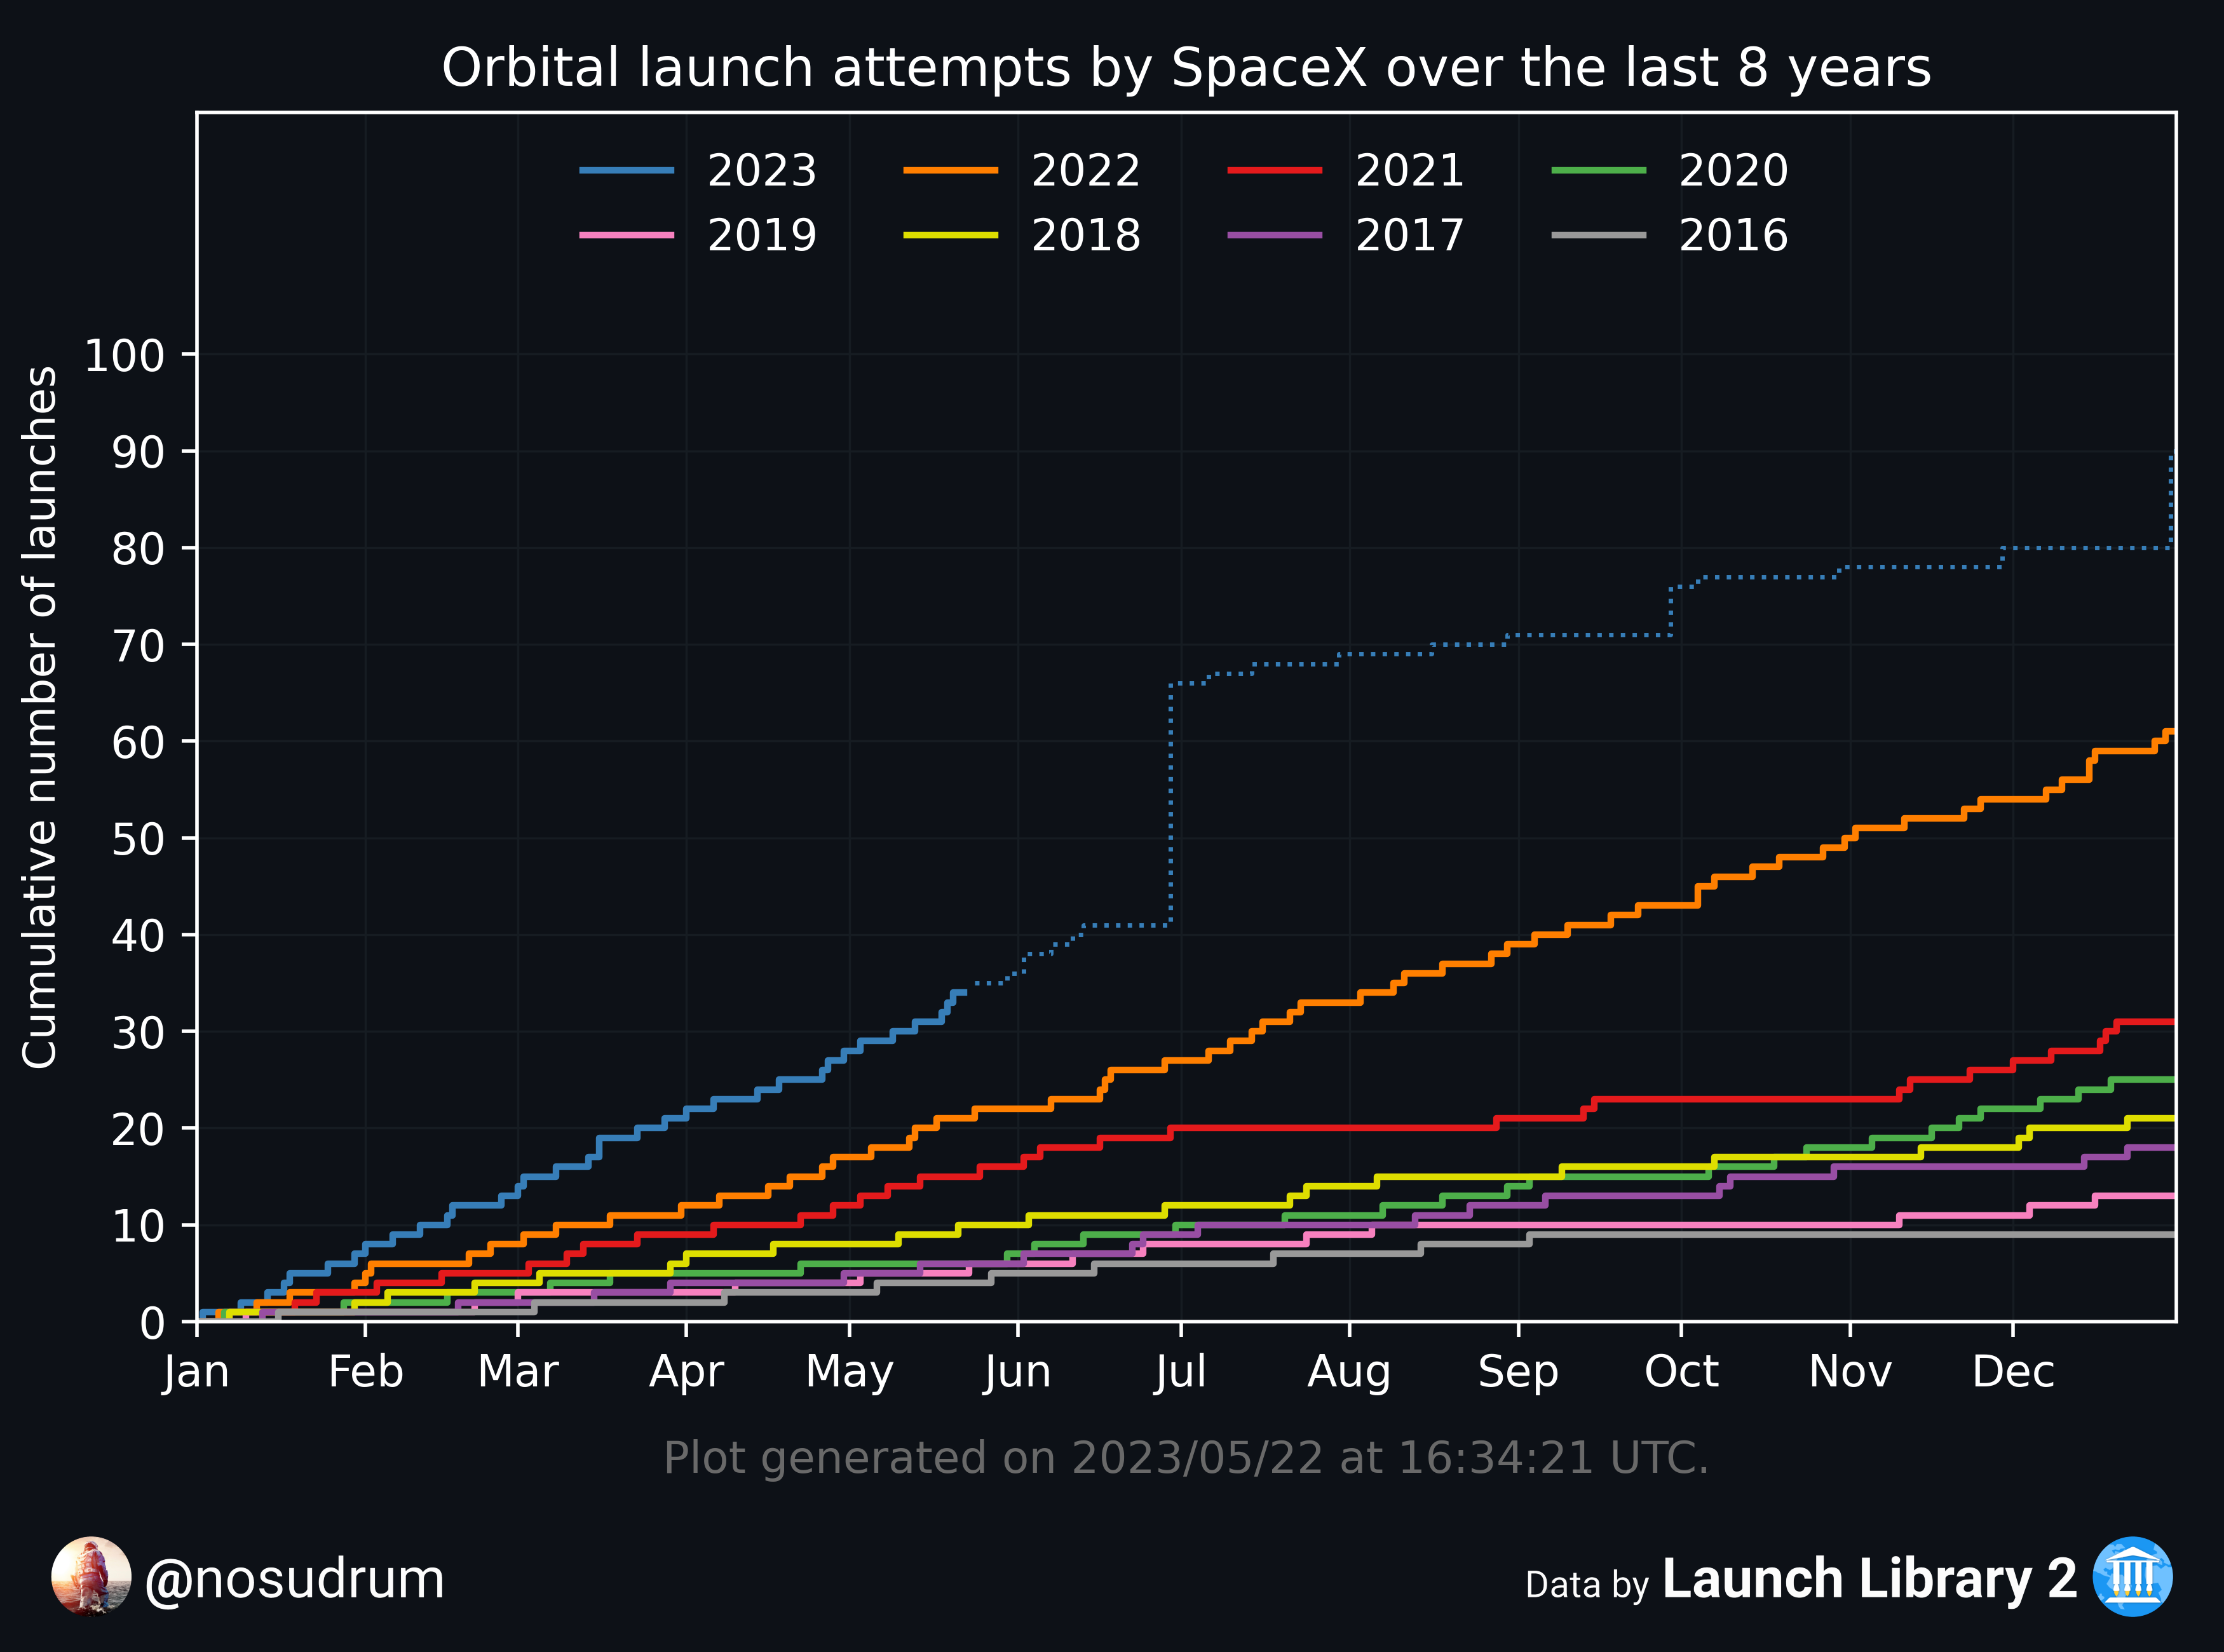 Orbital launch attempts by SpaceX over the last 8 years
2023 2022 2021 2020
2019 2018 2017 2016
Cumulative number of launches
100
90
80
70
60
50
40
30
20
10
0
Jan Feb Mar Apr May Jun Jul Aug Sep Oct Nov Dec
Plot generated on 2023/05/22 at 16:34:21 UTC.
@nosudrum
Data by Launch Library 2